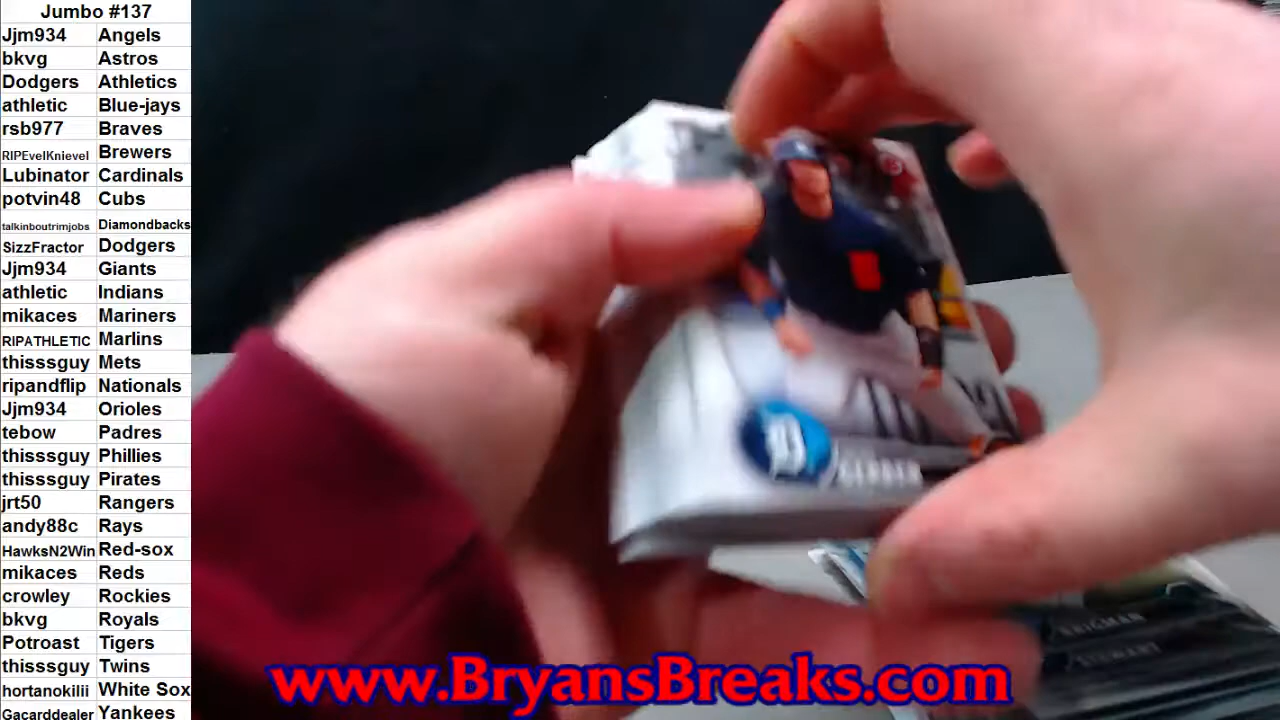 Jumbo #137
Jjm934 Angels
bkvg Astros
Dodgers Athletics
athletic Blue-jays
rsb977 Braves
RIPEvelKnievel Brewers
Lubinator Cardinals
potvin48 Cubs
talkinboutrimjobs Diamondbacks
SizzFractor Dodgers
Jjm934 Giants
athletic Indians
mikaces Mariners
RIPATHLETIC Marlins
thisssguy Mets
ripandflip Nationals
Jjm934 Orioles
tebow Padres
thisssguy Phillies
thisssguy Pirates
jrt50 Rangers
andy88c Rays
HawksN2Win Red-sox
mikaces Reds
crowley Rockies
bkvg Royals
Potroast Tigers
thisssguy Twins
hortanokilii White Sox
Gacarddealer Yankees
GERBER
STEWART
www.BryansBreaks.com